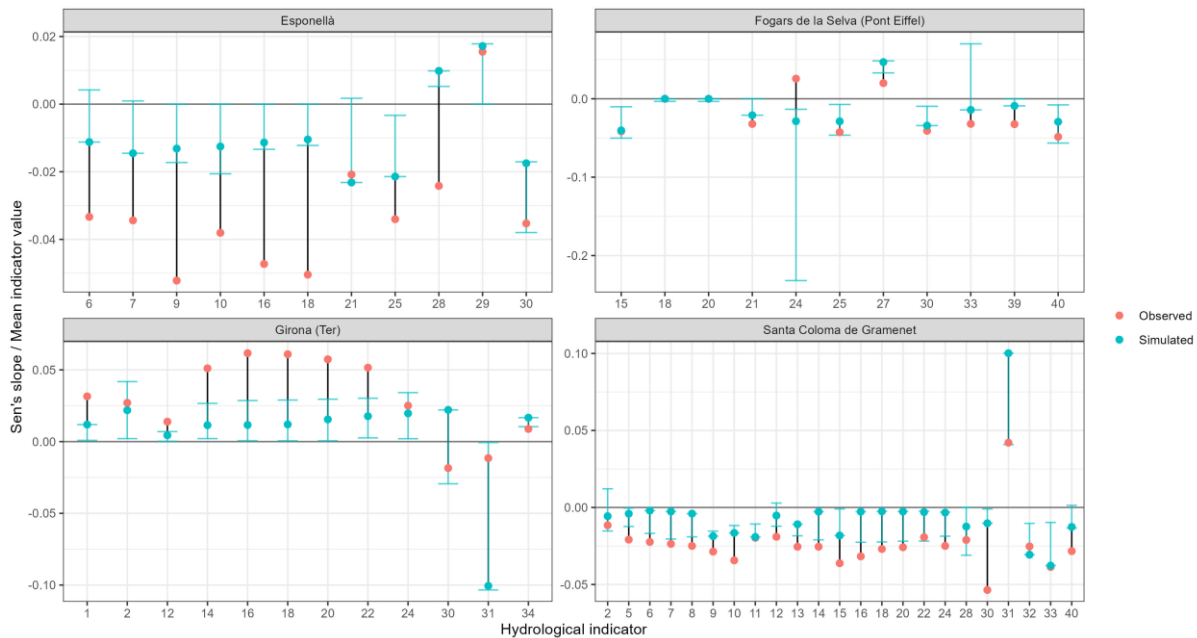 Esponellà
Fogars de la Selva (Pont Eiffel)
0.02
0.00
-0.02
-0.04
0.0
-0.1
-0.2
6 7 9 10 16 18 21 25 28 29 30
15 18 20 21 24 25 27 30 33 39 40
Girona (Ter)
Santa Coloma de Gramenet
0.05
0.00
-0.05
-0.10
0.10
0.05
0.00
-0.05
1 2 12 14 16 18 20 22 24 30 31 34
2 5 6 7 8 9 10 11 12 13 14 15 16 18 20 22 24 28 30 31 32 33 40
Sen's slope / Mean indicator value
Hydrological indicator
Observed
Simulated